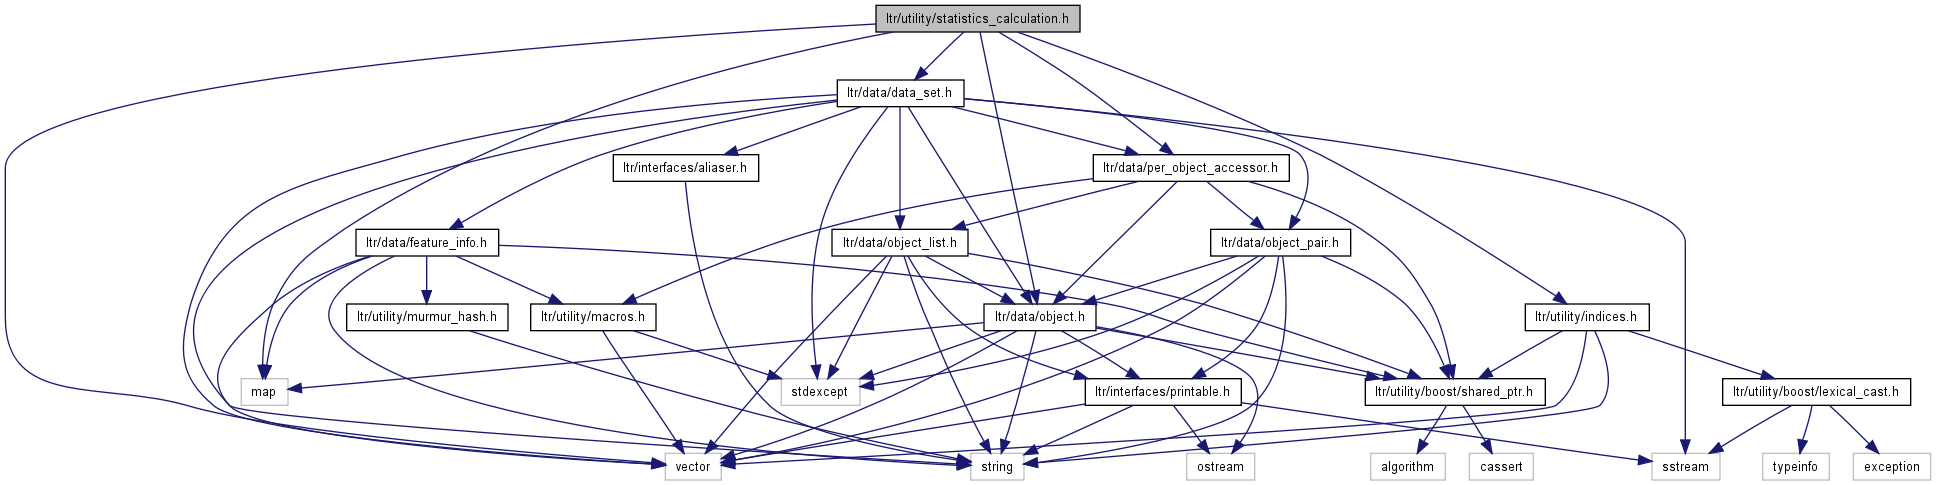 ltr/utility/statistics_calculation.h
ltr/data/data_set.h
ltr/interfaces/aliaser.h
ltr/data/per_object_accessor.h
ltr/data/feature_info.h
ltr/data/object_list.h
ltr/data/object_pair.h
ltr/utility/murmur_hash.h
ltr/utility/macros.h
ltr/data/object.h
ltr/utility/indices.h
map
stdexcept
ltr/interfaces/printable.h
ltr/utility/boost/shared_ptr.h
ltr/utility/boost/lexical_cast.h
vector
string
ostream
algorithm
cassert
sstream
typeinfo
exception